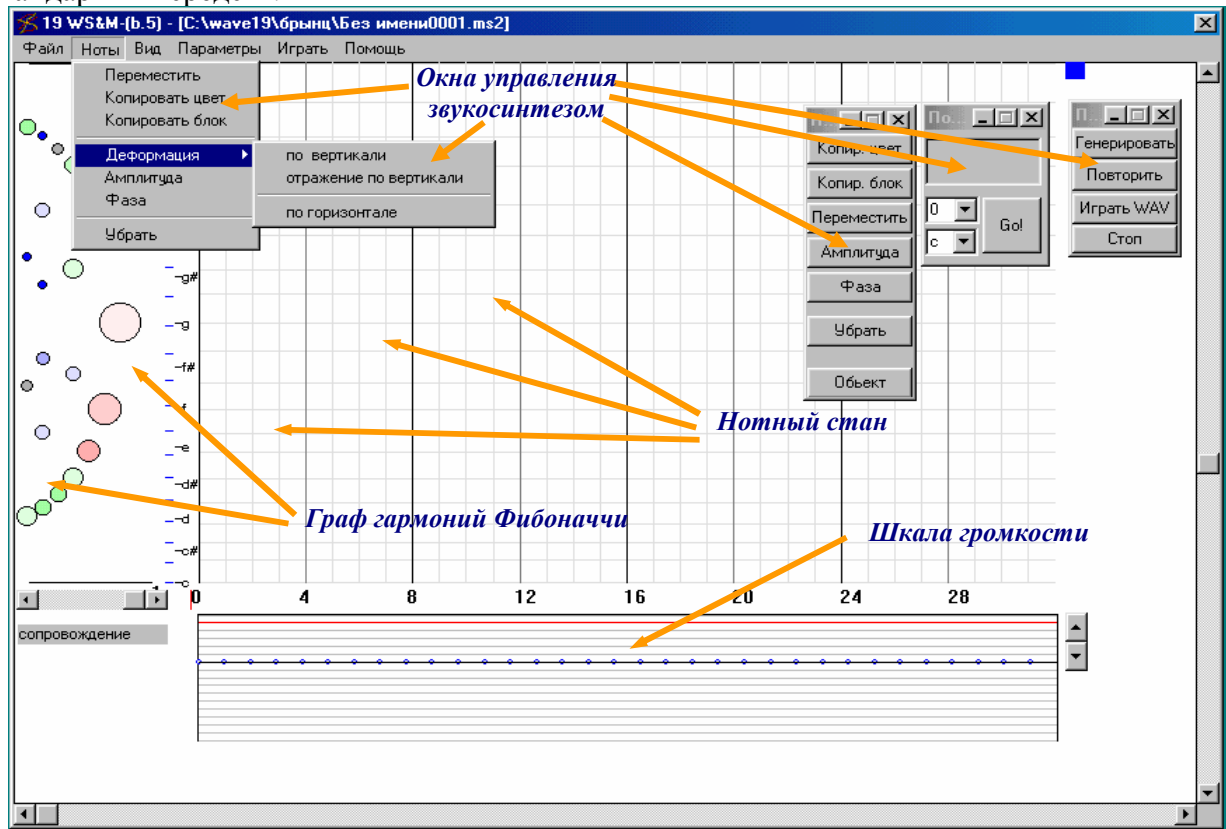 19 WS&M-(b.5) - [C:\wave19\брынц\Без имени0001.ms2]
Файл Ноты Вид Параметры Играть Помощь
Переместить
Копировать цвет
Копировать блок
Деформация
Амплитуда
Фаза
Убрать
по вертикали
отражение по вертикали
по горизонтале
Окна управления
звукосинтезом
П...
Копир. цвет
Копир. блок
Переместить
Амплитуда
Фаза
Убрать
Обьект
По...
0
c
Go!
П...
Генерировать
Повторить
Играть WAV
Стоп
g#
g
f#
f
e
d#
d
c#
c
Нотный стан
Граф гармоний Фибоначчи
Шкала громкости
0 4 8 12 16 20 24 28
сопровождение